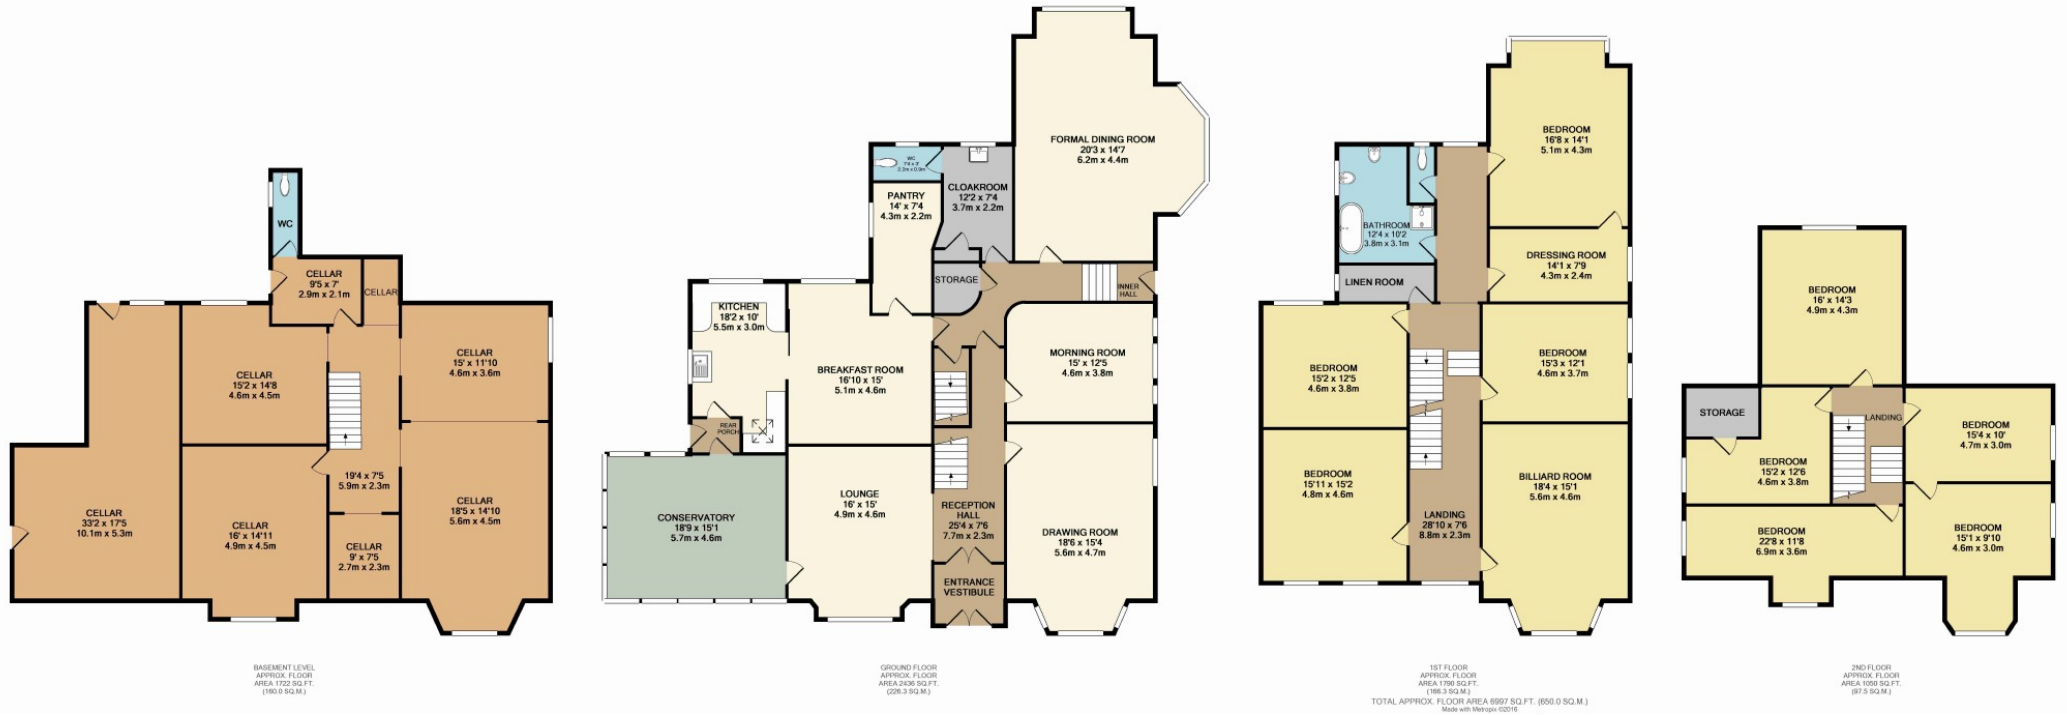 WC
CELLAR
9'5 x 7'
2.9m x 2.1m
CELLAR
CELLAR
15'2 x 14'8
4.6m x 4.5m
CELLAR
15' x 11'10
4.6m x 3.6m
CELLAR
33'2 x 17'5
10.1m x 5.3m
CELLAR
16' x 14'11
4.9m x 4.5m
19'4 x 7'5
5.9m x 2.3m
CELLAR
9' x 7'5
2.7m x 2.3m
CELLAR
18'5 x 14'10
5.6m x 4.5m
BASEMENT LEVEL
APPROX. FLOOR
AREA 1722 SQ.FT.
(160.0 SQ.M.)
FORMAL DINING ROOM
20'3 x 14'7
6.2m x 4.4m
WC
7'4 x 3'
2.2m x 0.9m
CLOAKROOM
12'2 x 7'4
3.7m x 2.2m
PANTRY
14' x 7'4
4.3m x 2.2m
STORAGE
INNER
HALL
KITCHEN
18'2 x 10'
5.5m x 3.0m
BREAKFAST ROOM
16'10 x 15'
5.1m x 4.6m
MORNING ROOM
15' x 12'5
4.6m x 3.8m
REAR
PORCH
CONSERVATORY
18'9 x 15'1
5.7m x 4.6m
LOUNGE
16' x 15'
4.9m x 4.6m
RECEPTION
HALL
25'4 x 7'6
7.7m x 2.3m
DRAWING ROOM
18'6 x 15'4
5.6m x 4.7m
ENTRANCE
VESTIBULE
GROUND FLOOR
APPROX. FLOOR
AREA 2436 SQ.FT.
(226.3 SQ.M.)
BEDROOM
16'8 x 14'1
5.1m x 4.3m
BATHROOM
12'4 x 10'2
3.8m x 3.1m
DRESSING ROOM
14'1 x 7'9
4.3m x 2.4m
LINEN ROOM
BEDROOM
15'2 x 12'5
4.6m x 3.8m
BEDROOM
15'3 x 12'1
4.6m x 3.7m
BEDROOM
15'11 x 15'2
4.8m x 4.6m
BILLIARD ROOM
18'4 x 15'1
5.6m x 4.6m
LANDING
28'10 x 7'6
8.8m x 2.3m
1ST FLOOR
APPROX. FLOOR
AREA 1790 SQ.FT.
(166.3 SQ.M.)
TOTAL APPROX. FLOOR AREA 6997 SQ.FT. (650.0 SQ.M.)
Made with Metropix ©2016
BEDROOM
16' x 14'3
4.9m x 4.3m
STORAGE
LANDING
BEDROOM
15'4 x 10'
4.7m x 3.0m
BEDROOM
15'2 x 12'6
4.6m x 3.8m
BEDROOM
22'8 x 11'8
6.9m x 3.6m
BEDROOM
15'1 x 9'10
4.6m x 3.0m
2ND FLOOR
APPROX. FLOOR
AREA 1050 SQ.FT.
(97.5 SQ.M.)